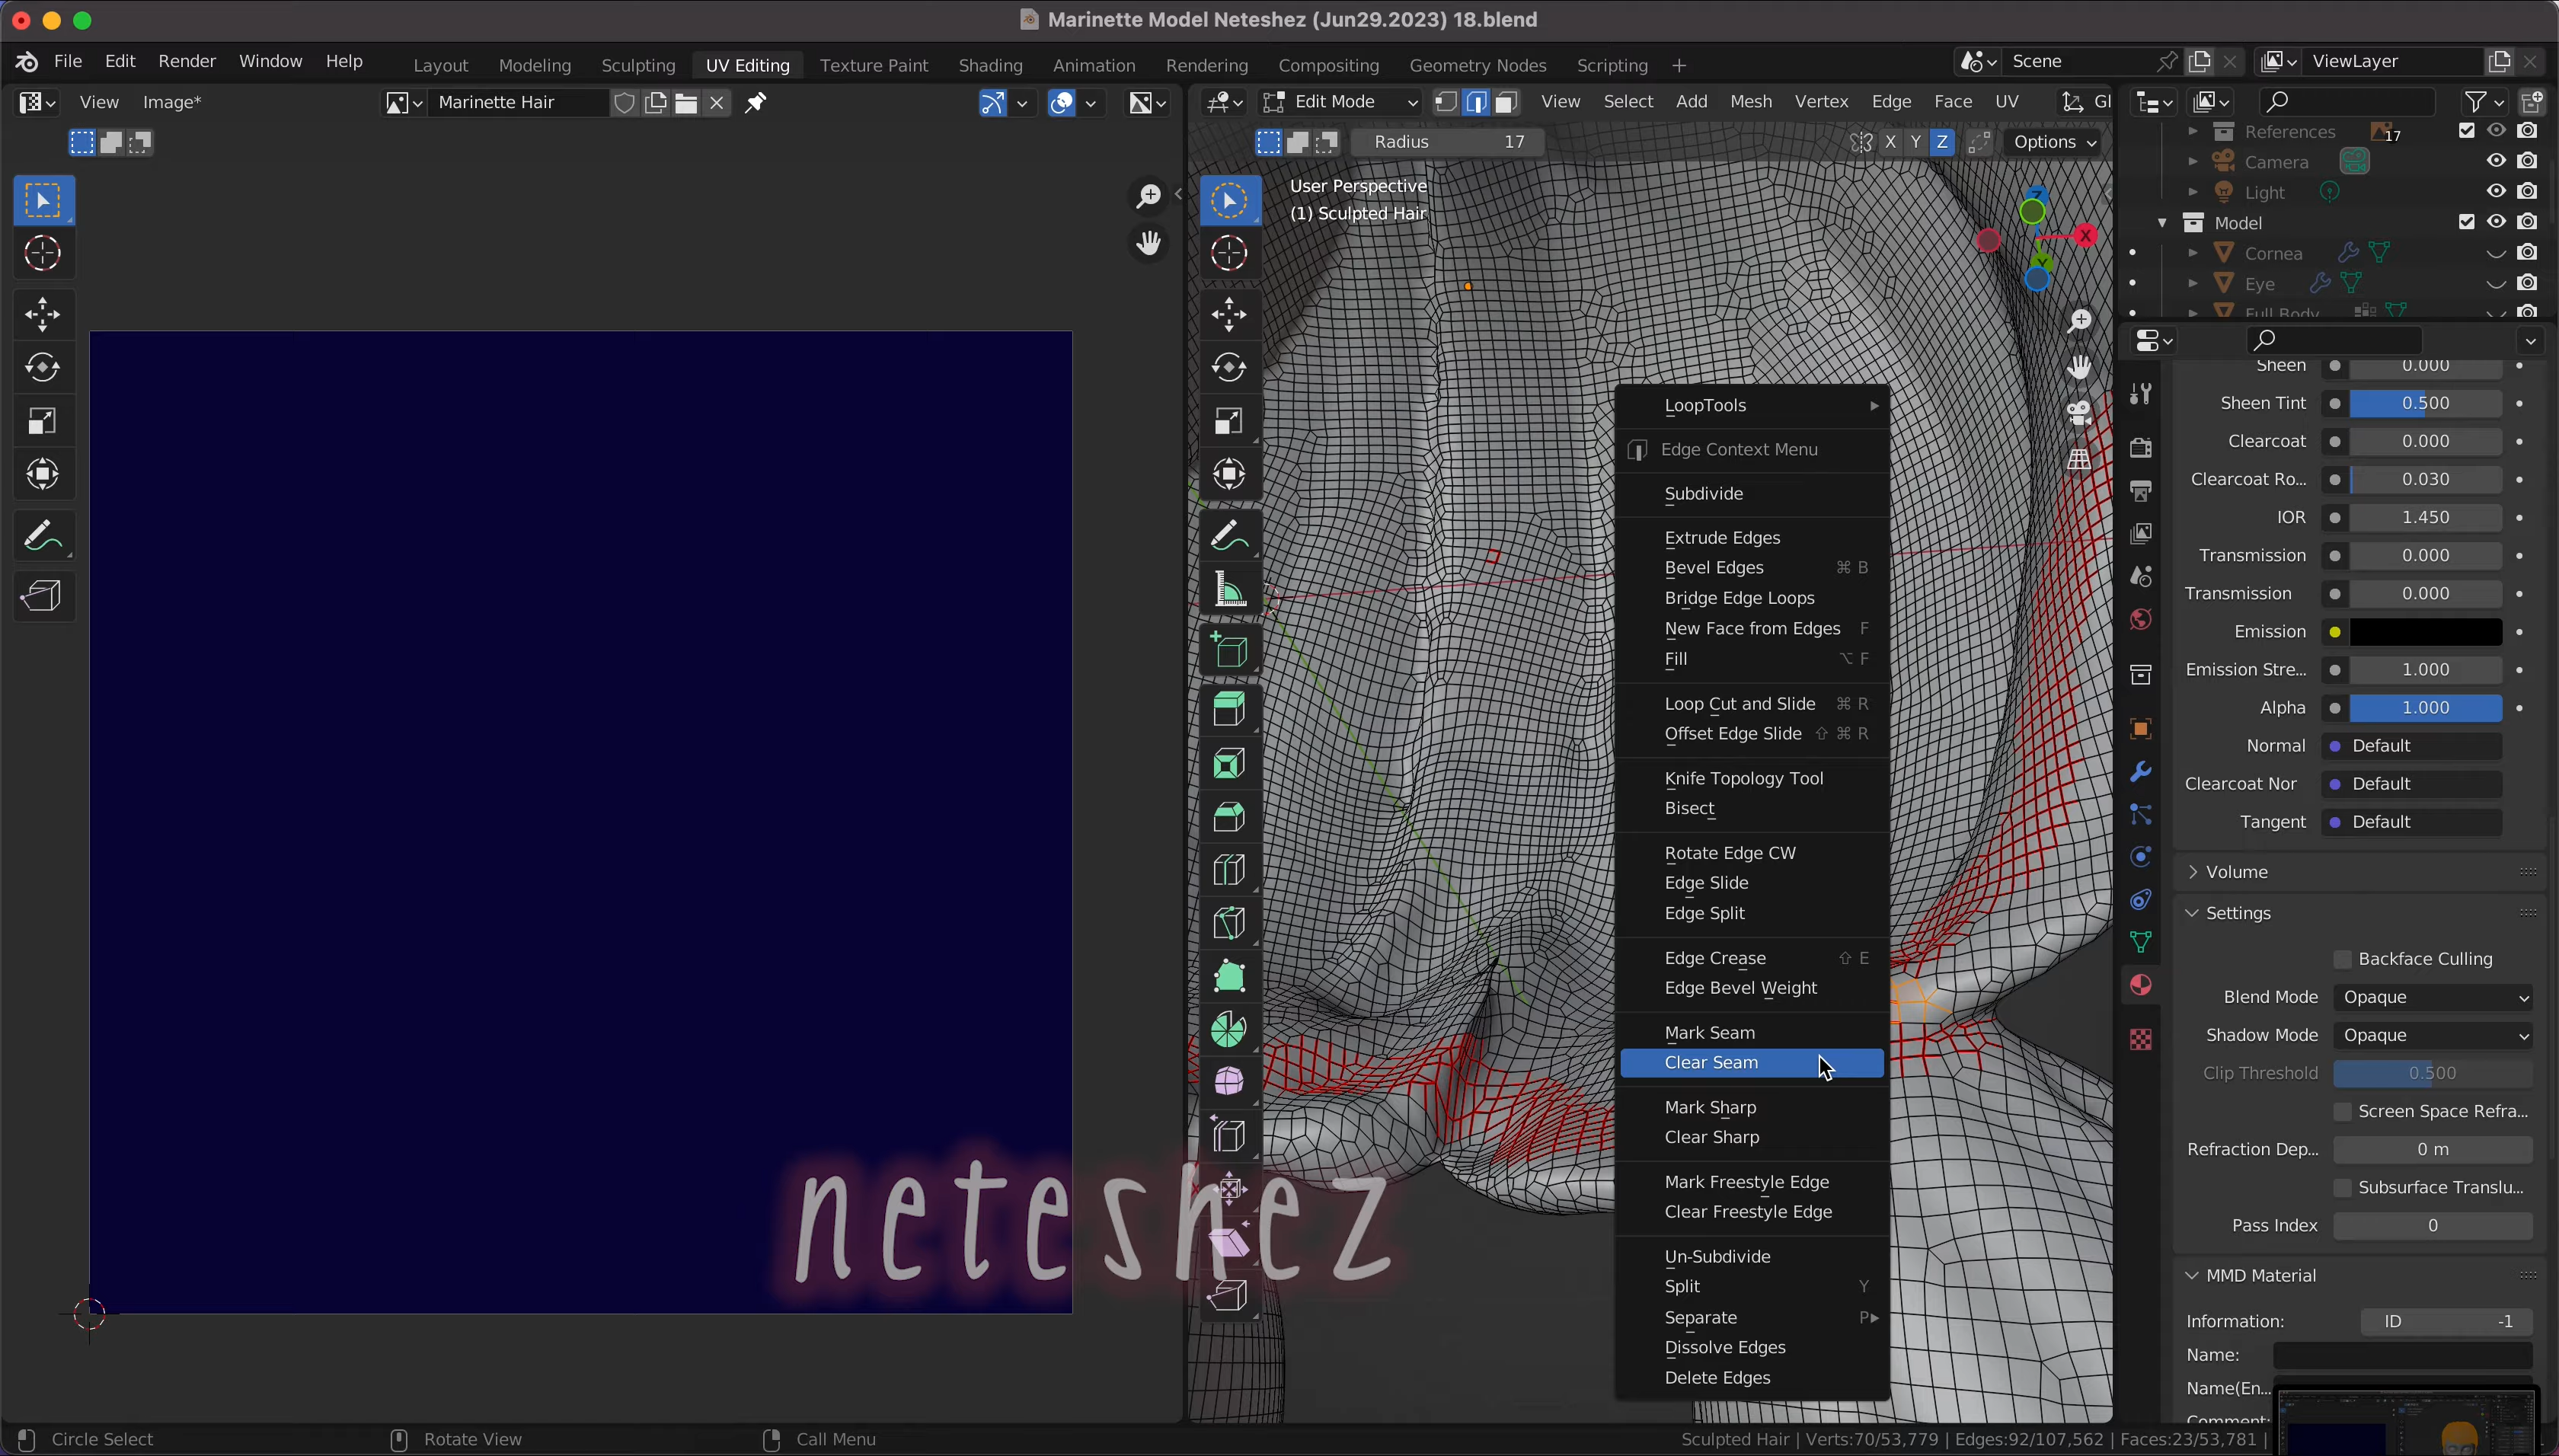 Marinette Model Neteshez (Jun29.2023) 18.blend
File Edit Render Window Help Layout Modeling Sculpting UV Editing Texture Paint Shading Animation Rendering Compositing Geometry Nodes Scripting + Scene ViewLayer
View Image* Marinette Hair
Edit Mode View Select Add Mesh Vertex Edge Face UV Gl
Radius 17 X Y Z Options
User Perspective
(1) Sculpted Hair
Z
X
Y
LoopTools
Edge Context Menu
Subdivide
Extrude Edges
Bevel Edges ⌘ B
Bridge Edge Loops
New Face from Edges F
Fill ⌥ F
Loop Cut and Slide ⌘ R
Offset Edge Slide ⇧ ⌘ R
Knife Topology Tool
Bisect
Rotate Edge CW
Edge Slide
Edge Split
Edge Crease ⇧ E
Edge Bevel Weight
Mark Seam
Clear Seam
Mark Sharp
Clear Sharp
Mark Freestyle Edge
Clear Freestyle Edge
Un-Subdivide
Split Y
Separate P
Dissolve Edges
Delete Edges
References 17
Camera
Light
Model
Cornea
Eye
Full Body
Sheen 0.000
Sheen Tint 0.500
Clearcoat 0.000
Clearcoat Ro... 0.030
IOR 1.450
Transmission 0.000
Transmission 0.000
Emission
Emission Stre... 1.000
Alpha 1.000
Normal Default
Clearcoat Nor Default
Tangent Default
Volume
Settings
Backface Culling
Blend Mode Opaque
Shadow Mode Opaque
Clip Threshold 0.500
Screen Space Refra...
Refraction Dep... 0 m
Subsurface Translu...
Pass Index 0
MMD Material
Information: ID -1
Name:
Name(En...
Comment:
neteshez
Circle Select Rotate View Call Menu Sculpted Hair | Verts:70/53,779 | Edges:92/107,562 | Faces:23/53,781 |